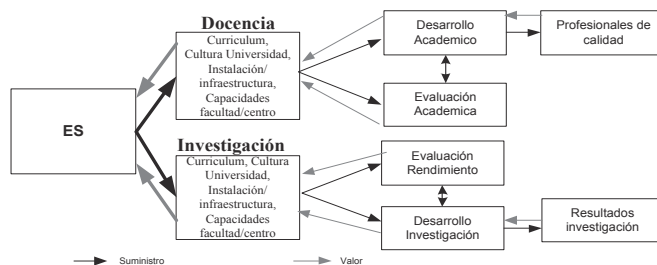 Docencia
Curriculum,
Cultura Universidad,
Instalación/
infraestructura,
Capacidades
facultad/centro
Desarrollo
Academico
Profesionales de
calidad
Evaluación
Academica
ES
Investigación
Curriculum, Cultura
Universidad,
Instalación/
infraestructura,
Capacidades
facultad/centro
Evaluación
Rendimiento
Desarrollo
Investigación
Resultados
investigación
Suministro
Valor